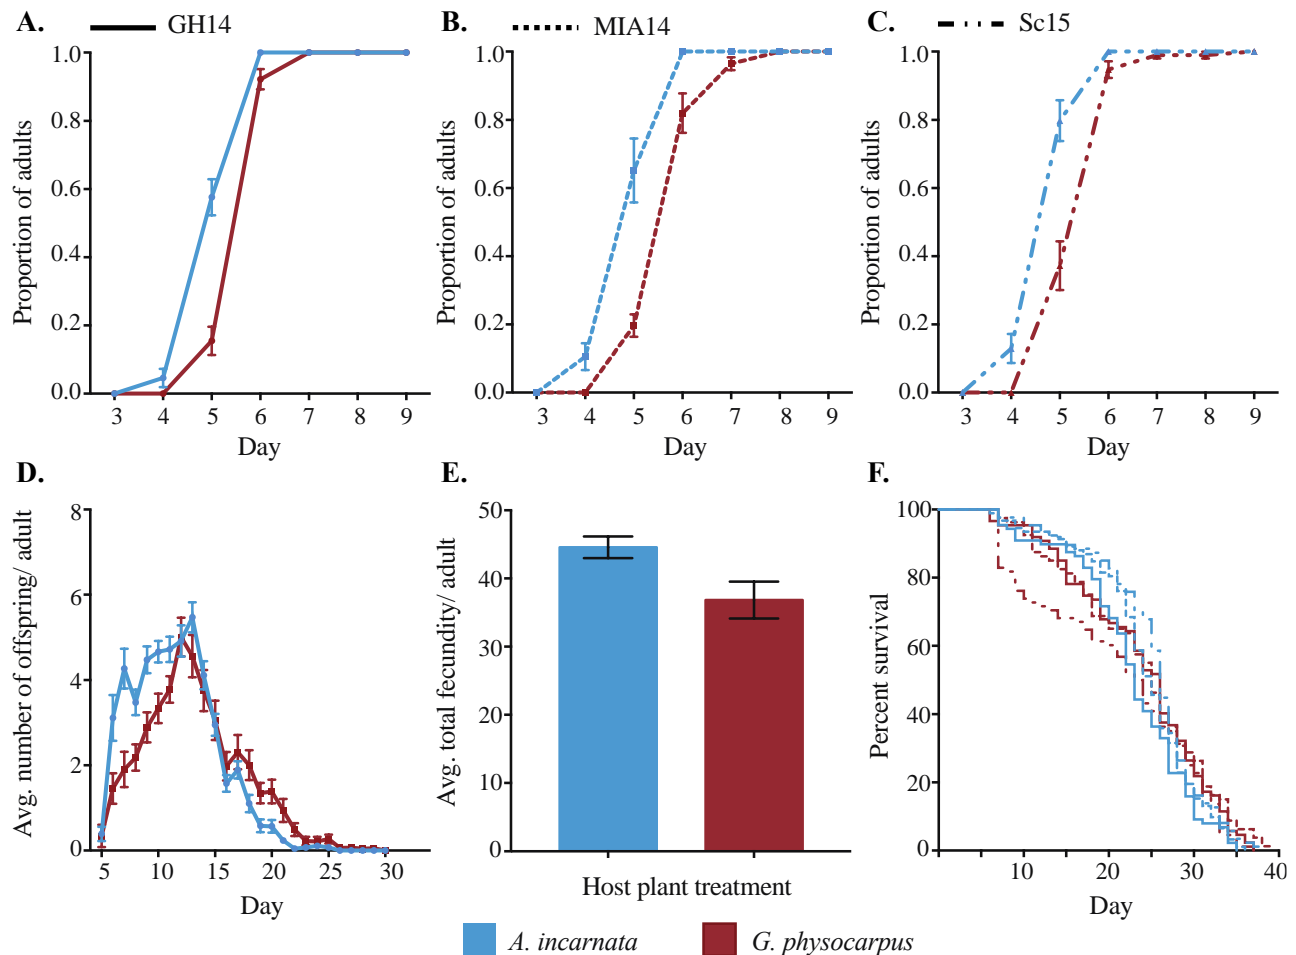 A. GH14
B. MIA14
C. Sc15
Proportion of adults
1.0
0.8
0.6
0.4
0.2
0.0
3 4 5 6 7 8 9
Day
Proportion of adults
1.0
0.8
0.6
0.4
0.2
0.0
3 4 5 6 7 8 9
Day
Proportion of adults
1.0
0.8
0.6
0.4
0.2
0.0
3 4 5 6 7 8 9
Day
D.
Avg. number of offspring/ adult
8
6
4
2
0
5 10 15 20 25 30
Day
E.
Avg. total fecundity/ adult
50
40
30
20
10
0
Host plant treatment
F.
Percent survival
100
80
60
40
20
0
10 20 30 40
Day
A. incarnata
G. physocarpus